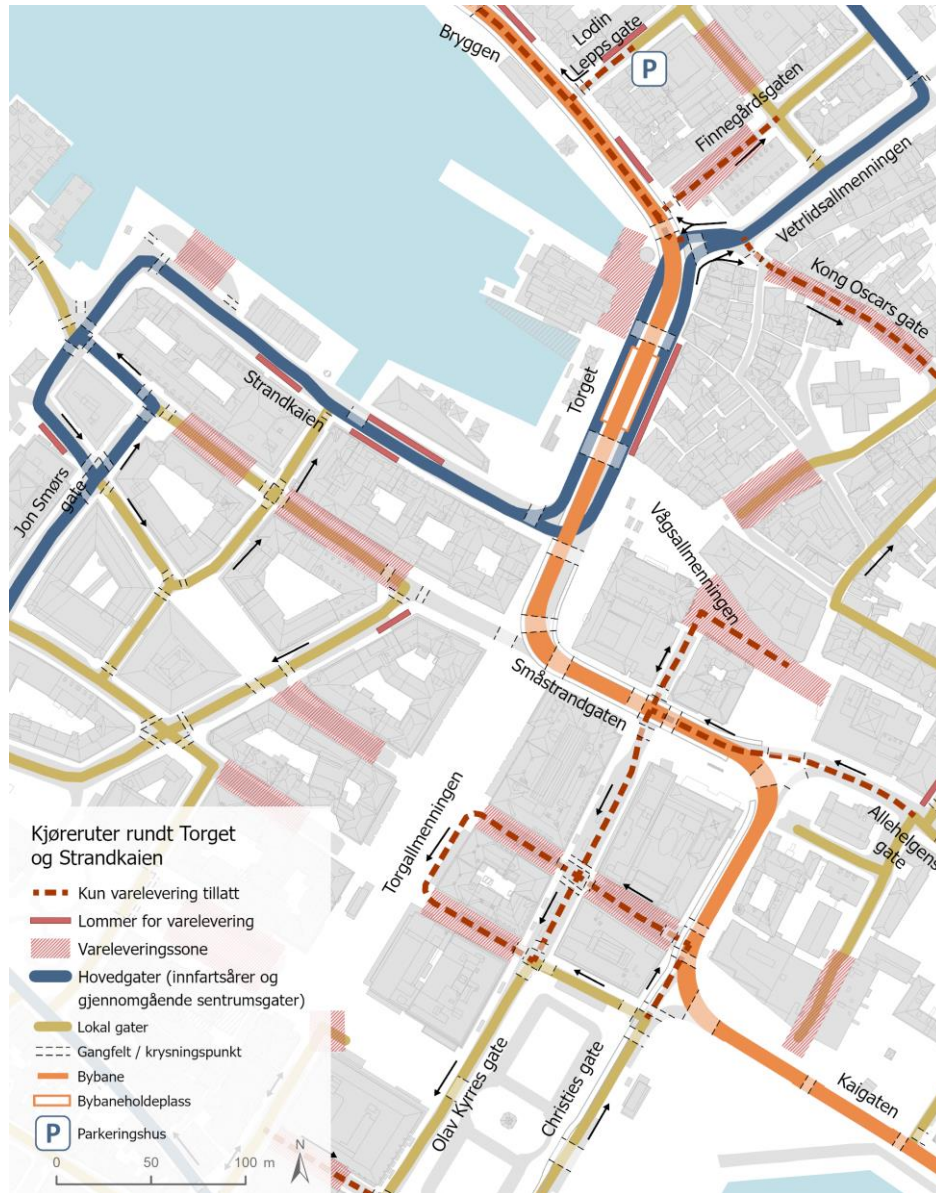 Bryggen
Lodin
Lepps gate
P
Finnegårdsgaten
Vetrlidsallmenningen
Kong Oscars gate
Torget
Strandkaien
Jon Smørs
gate
Vågsallmenningen
Småstrandgaten
Torgallmenningen
Allehelgens
gate
Olav Kyrres gate
Christies gate
Kaigaten
Kjøreruter rundt Torget
og Strandkaien
Kun varelevering tillatt
Lommer for varelevering
Vareleveringssone
Hovedgater (innfartsårer og
gjennomgående sentrumsgater)
Lokal gater
Gangfelt / krysningspunkt
Bybane
Bybaneholdeplass
P Parkeringshus
0 50 100 m
N